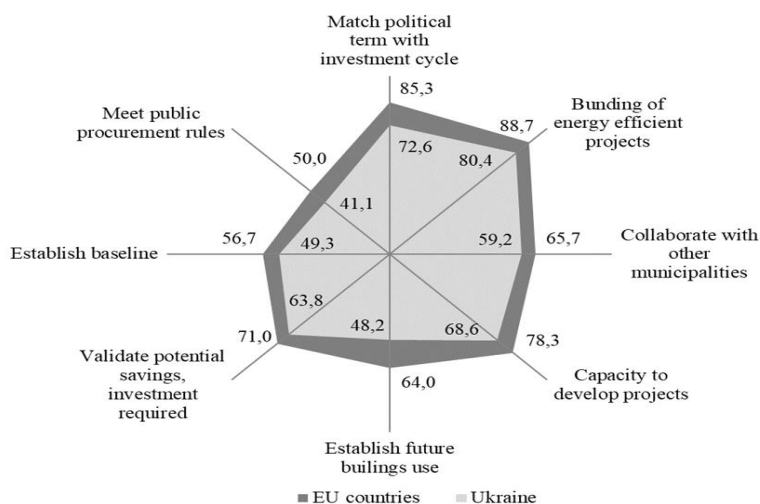 Match political
term with
investment cycle
85,3
Bunding of
energy efficient
projects
88,7
Meet public
procurement rules
50,0
72,6
80,4
41,1
Establish baseline
56,7
49,3
59,2
65,7
Collaborate with
other
municipalities
63,8
48,2
68,6
71,0
78,3
Validate potential
savings,
investment
required
64,0
Capacity to
develop projects
Establish future
builings use
EU countries
Ukraine